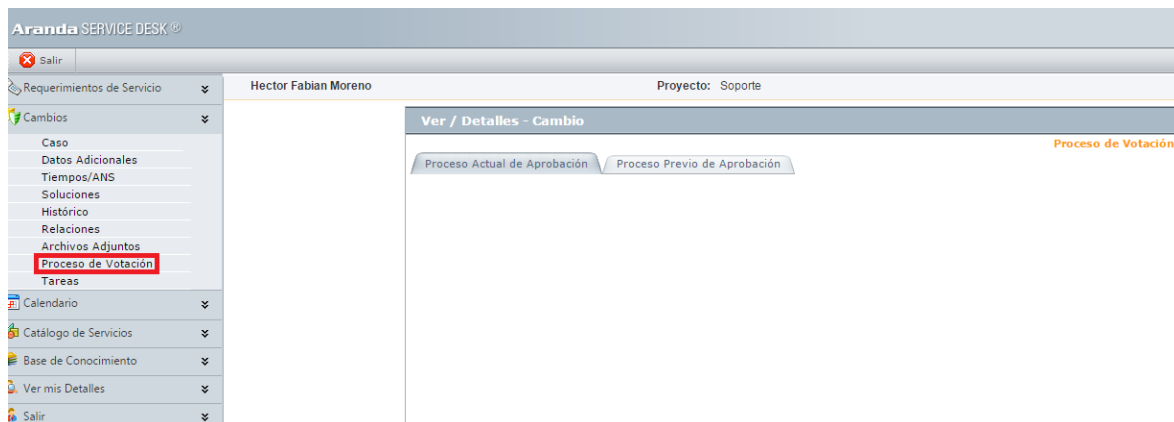 Aranda SERVICE DESK ®
Salir
Requerimientos de Servicio
Hector Fabian Moreno Proyecto: Soporte
Cambios
Ver / Detalles - Cambio
Proceso de Votación
Proceso Actual de Aprobación Proceso Previo de Aprobación
Caso
Datos Adicionales
Tiempos/ANS
Soluciones
Histórico
Relaciones
Archivos Adjuntos
Proceso de Votación
Tareas
Calendario
Catálogo de Servicios
Base de Conocimiento
Ver mis Detalles
Salir